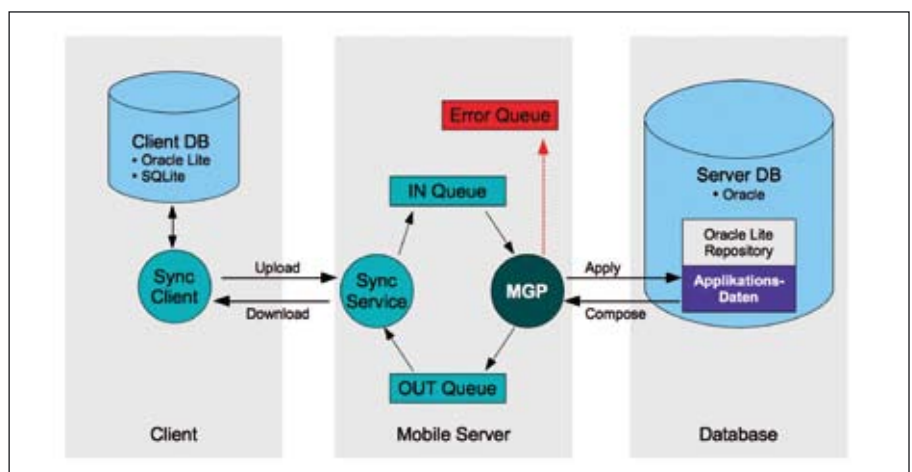 Client DB
• Oracle Lite
• SQLite
Sync
Client
Upload
Download
Client
Error Queue
IN Queue
Sync
Service
MGP
OUT Queue
Mobile Server
Apply
Compose
Server DB
• Oracle
Oracle Lite
Repository
Applikations-
Daten
Database